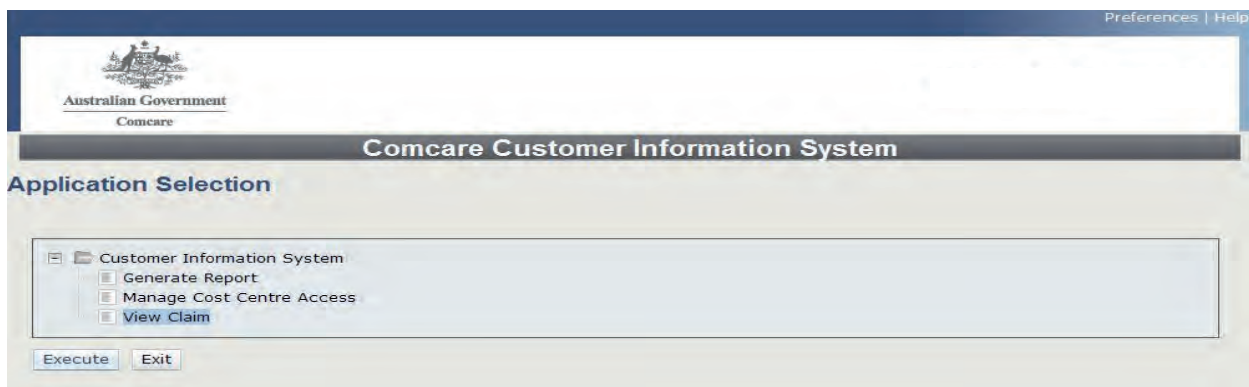 Preferences | Help
Australian Government
Comcare
Comcare Customer Information System
Application Selection
Customer Information System
Generate Report
Manage Cost Centre Access
View Claim
Execute Exit